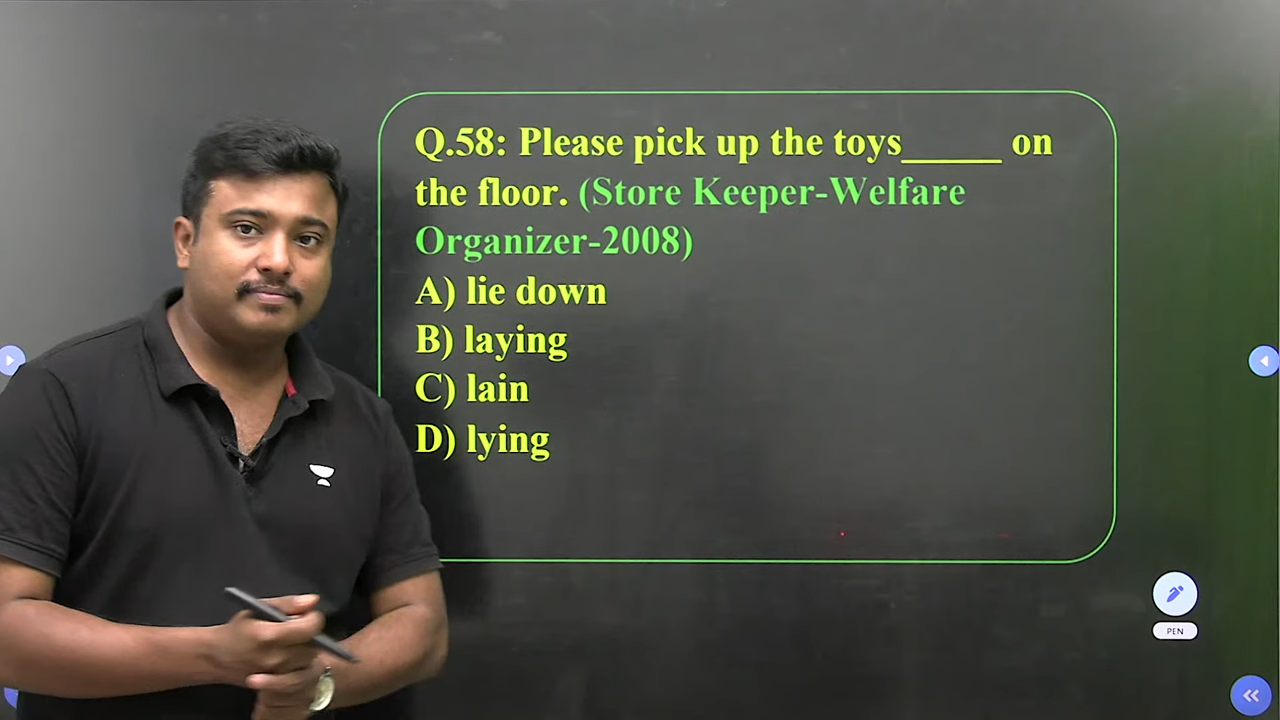 Q.58: Please pick up the toys_____ on
the floor. (Store Keeper-Welfare
Organizer-2008)
A) lie down
B) laying
C) lain
D) lying
PEN